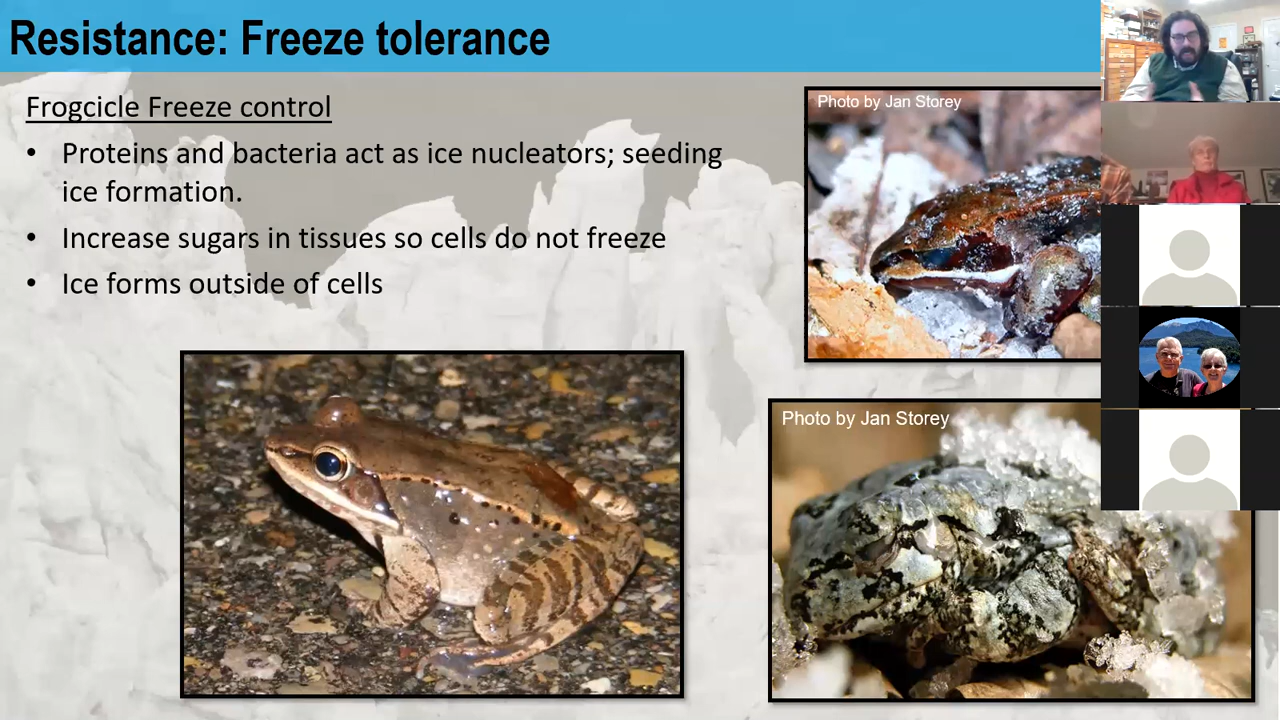 Resistance: Freeze tolerance
Frogcicle Freeze control
• Proteins and bacteria act as ice nucleators; seeding
ice formation.
• Increase sugars in tissues so cells do not freeze
• Ice forms outside of cells
Photo by Jan Storey
Photo by Jan Storey